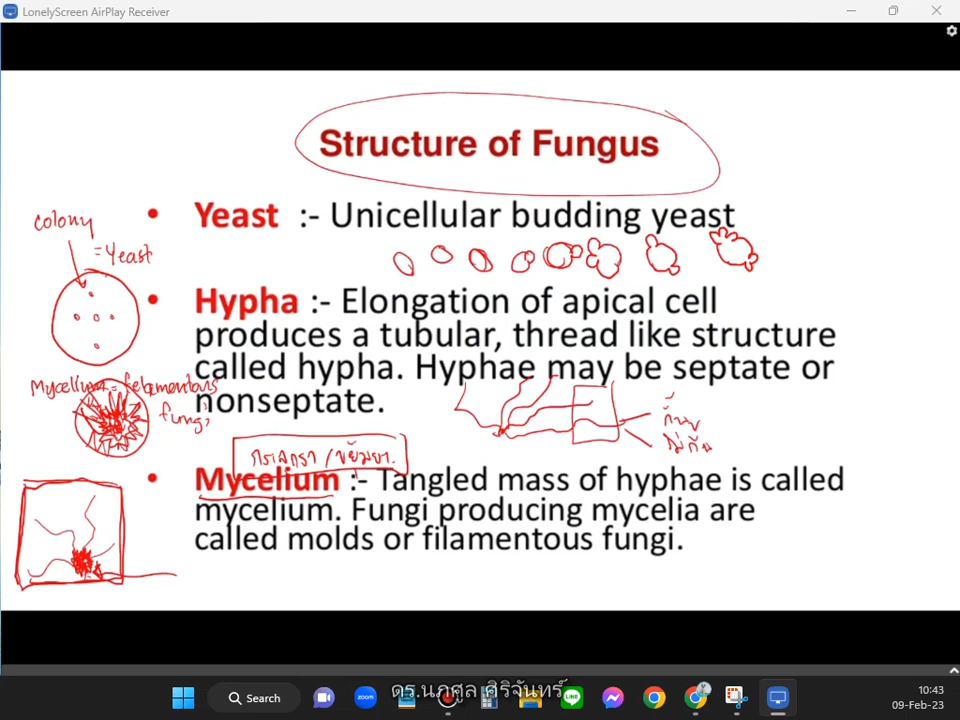 LonelyScreen AirPlay Receiver
Structure of Fungus
• Yeast :- Unicellular budding yeast
colony
= Yeast
• Hypha :- Elongation of apical cell
produces a tubular, thread like structure
called hypha. Hyphae may be septate or
nonseptate.
Mycelium = felamentous
fungi
• Mycelium :- Tangled mass of hyphae is called
mycelium. Fungi producing mycelia are
called molds or filamentous fungi.
Search
zoom
LINE
ดร.นภศูล ศิริจันทร์
10:43
09-Feb-23